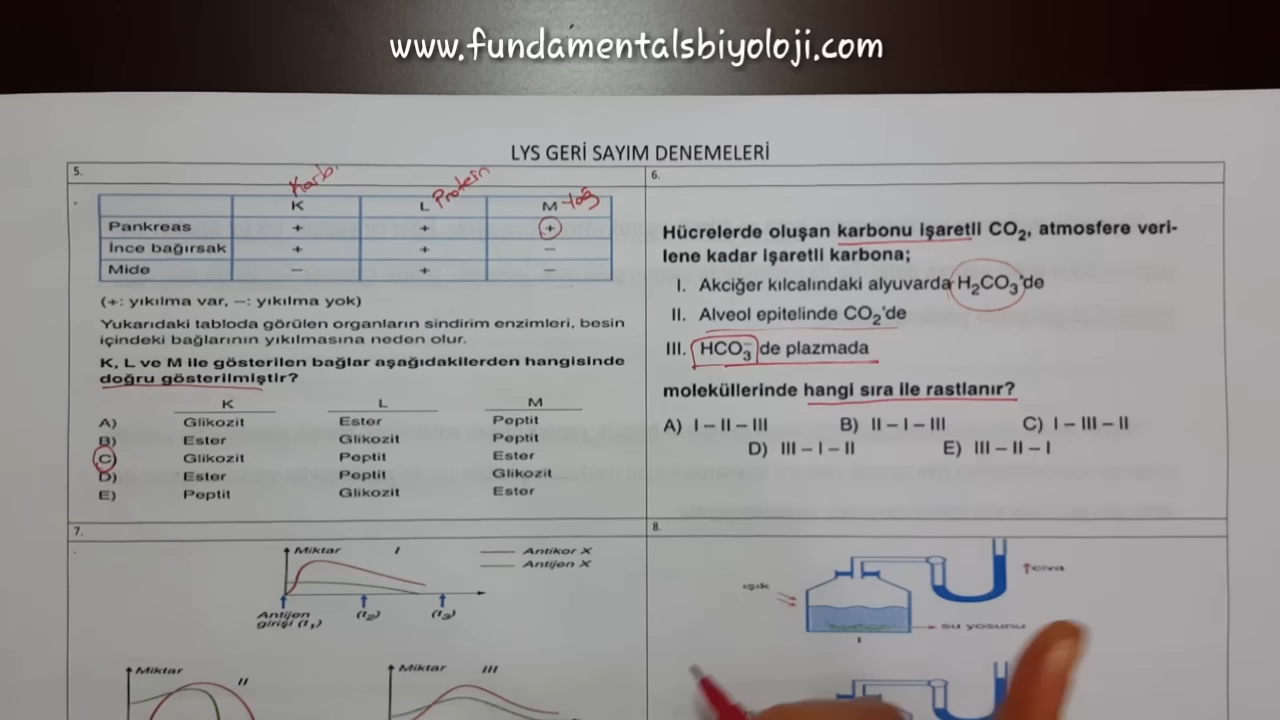 www.fundamentalsbiyoloji.com
LYS GERİ SAYIM DENEMELERİ
5.
Karb.
Protein
yağ
K L M
Pankreas + + +
İnce bağırsak + + −
Mide − + −
(+: yıkılma var, −: yıkılma yok)
Yukarıdaki tabloda görülen organların sindirim enzimleri, besin
içindeki bağlarının yıkılmasına neden olur.
K, L ve M ile gösterilen bağlar aşağıdakilerden hangisinde
doğru gösterilmiştir?
K L M
A) Glikozit Ester Peptit
B) Ester Glikozit Peptit
C) Glikozit Peptit Ester
D) Ester Peptit Glikozit
E) Peptit Glikozit Ester
6.
Hücrelerde oluşan karbonu işaretli CO₂, atmosfere veri-
lene kadar işaretli karbona;
I. Akciğer kılcalındaki alyuvarda H₂CO₃'de
II. Alveol epitelinde CO₂'de
III. HCO₃⁻ de plazmada
moleküllerinde hangi sıra ile rastlanır?
A) I – II – III B) II – I – III C) I – III – II
D) III – I – II E) III – II – I
7.
Miktar I
Antikor X
Antijen X
Antijen
girişi (t₁) (t₂) (t₃)
Miktar II
Miktar III
8.
ışık
civa
su yosunu
I